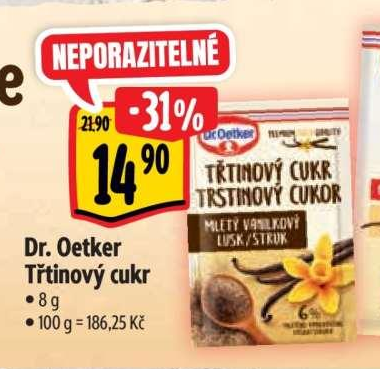 e
NEPORAZITELNÉ
21.90
-31%
14 90
Dr. Oetker
Třtinový cukr
• 8 g
• 100 g = 186,25 Kč
Dr. Oetker
TŘTINOVÝ CUKR
TRSTINOVÝ CUKOR
MLETÝ VANILKOVÝ
LUSK/STRUK
6%